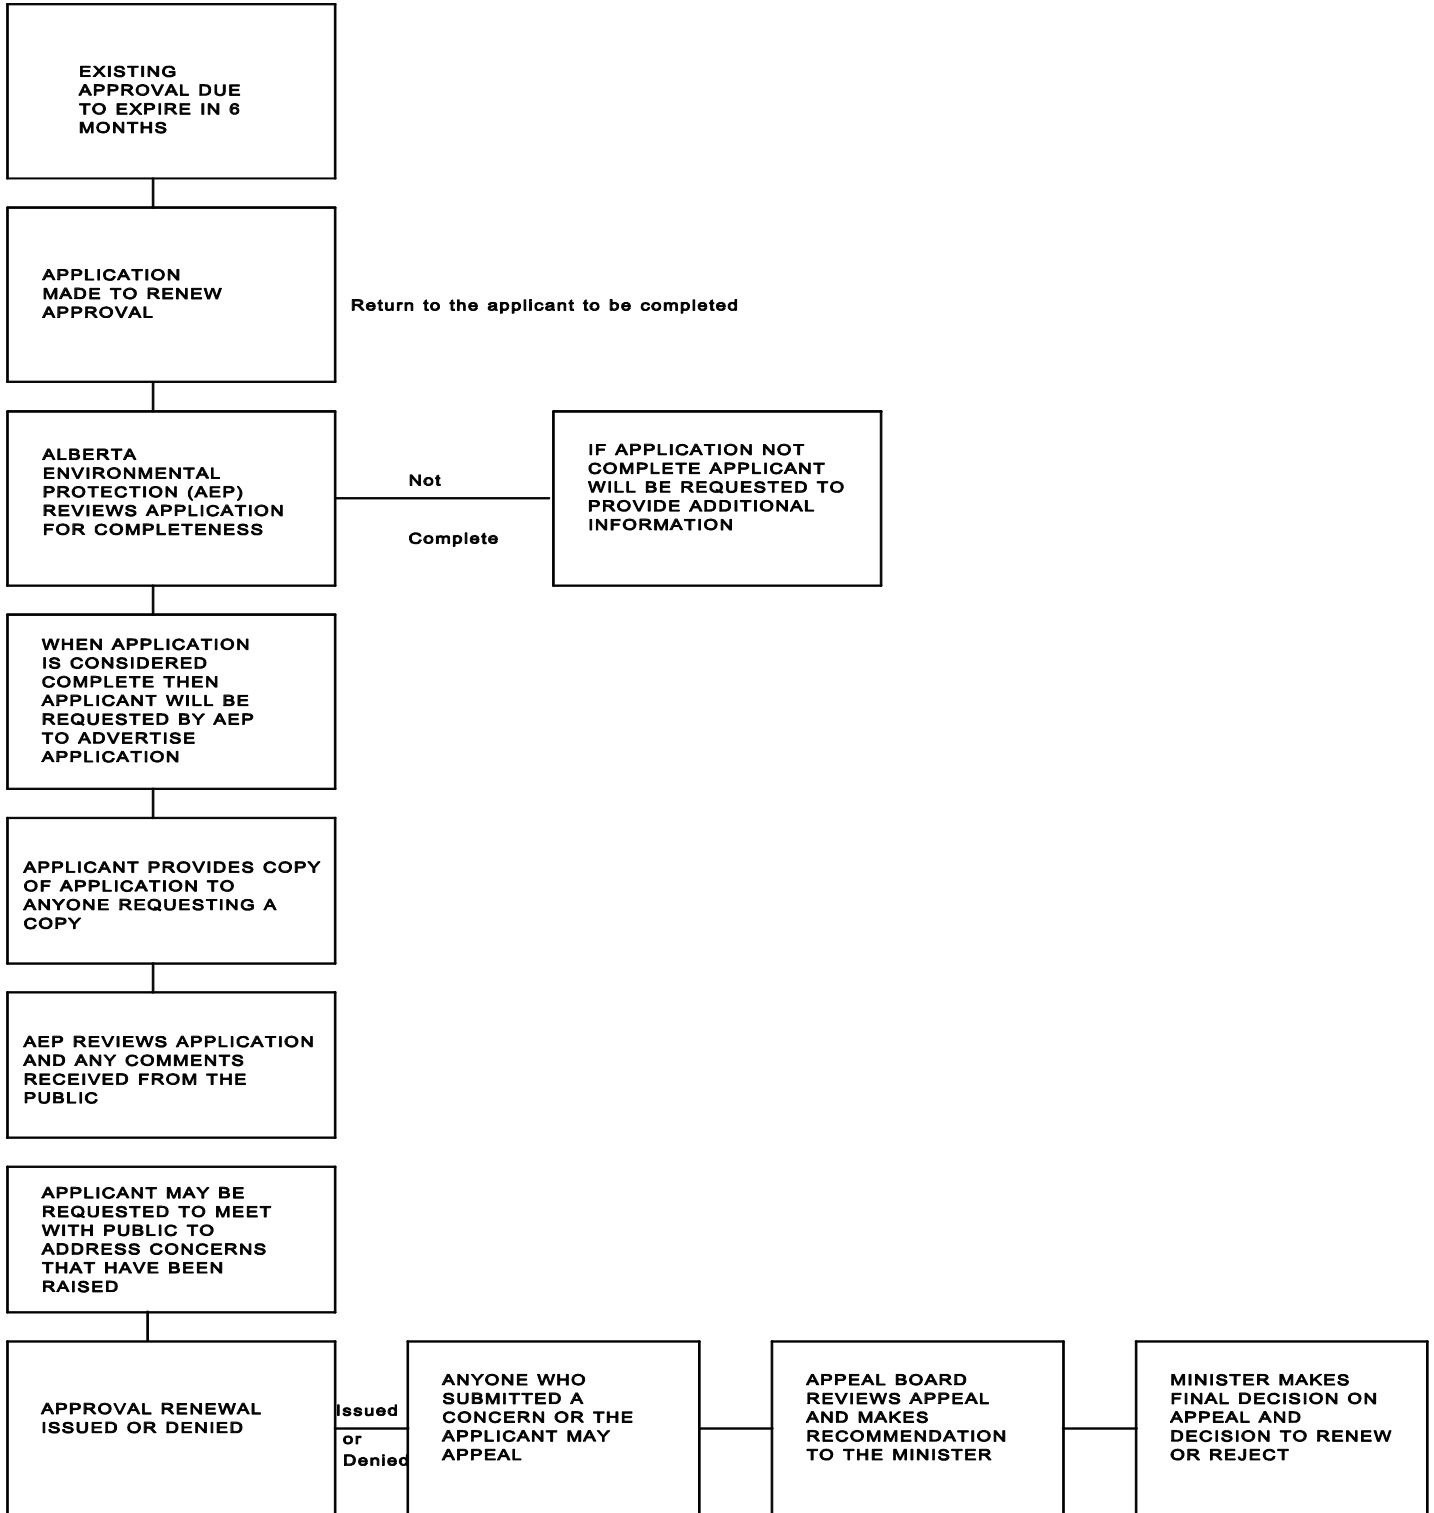 EXISTING
APPROVAL DUE
TO EXPIRE IN 6
MONTHS
APPLICATION
MADE TO RENEW
APPROVAL
Return to the applicant to be completed
ALBERTA
ENVIRONMENTAL
PROTECTION (AEP)
REVIEWS APPLICATION
FOR COMPLETENESS
Not
Complete
IF APPLICATION NOT
COMPLETE APPLICANT
WILL BE REQUESTED TO
PROVIDE ADDITIONAL
INFORMATION
WHEN APPLICATION
IS CONSIDERED
COMPLETE THEN
APPLICANT WILL BE
REQUESTED BY AEP
TO ADVERTISE
APPLICATION
APPLICANT PROVIDES COPY
OF APPLICATION TO
ANYONE REQUESTING A
COPY
AEP REVIEWS APPLICATION
AND ANY COMMENTS
RECEIVED FROM THE
PUBLIC
APPLICANT MAY BE
REQUESTED TO MEET
WITH PUBLIC TO
ADDRESS CONCERNS
THAT HAVE BEEN
RAISED
APPROVAL RENEWAL
ISSUED OR DENIED
Issued
or
Denied
ANYONE WHO
SUBMITTED A
CONCERN OR THE
APPLICANT MAY
APPEAL
APPEAL BOARD
REVIEWS APPEAL
AND MAKES
RECOMMENDATION
TO THE MINISTER
MINISTER MAKES
FINAL DECISION ON
APPEAL AND
DECISION TO RENEW
OR REJECT